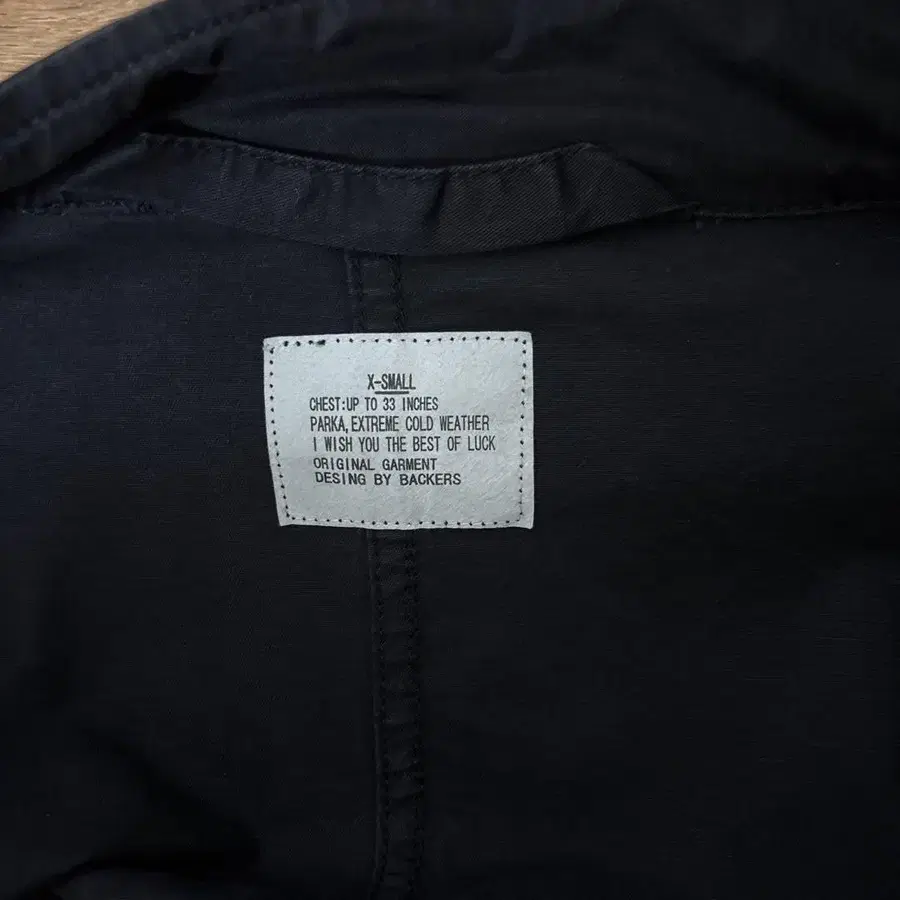 X-SMALL
CHEST:UP TO 33 INCHES
PARKA, EXTREME COLD WEATHER
I WISH YOU THE BEST OF LUCK
ORIGINAL GARMENT
DESING BY BACKERS